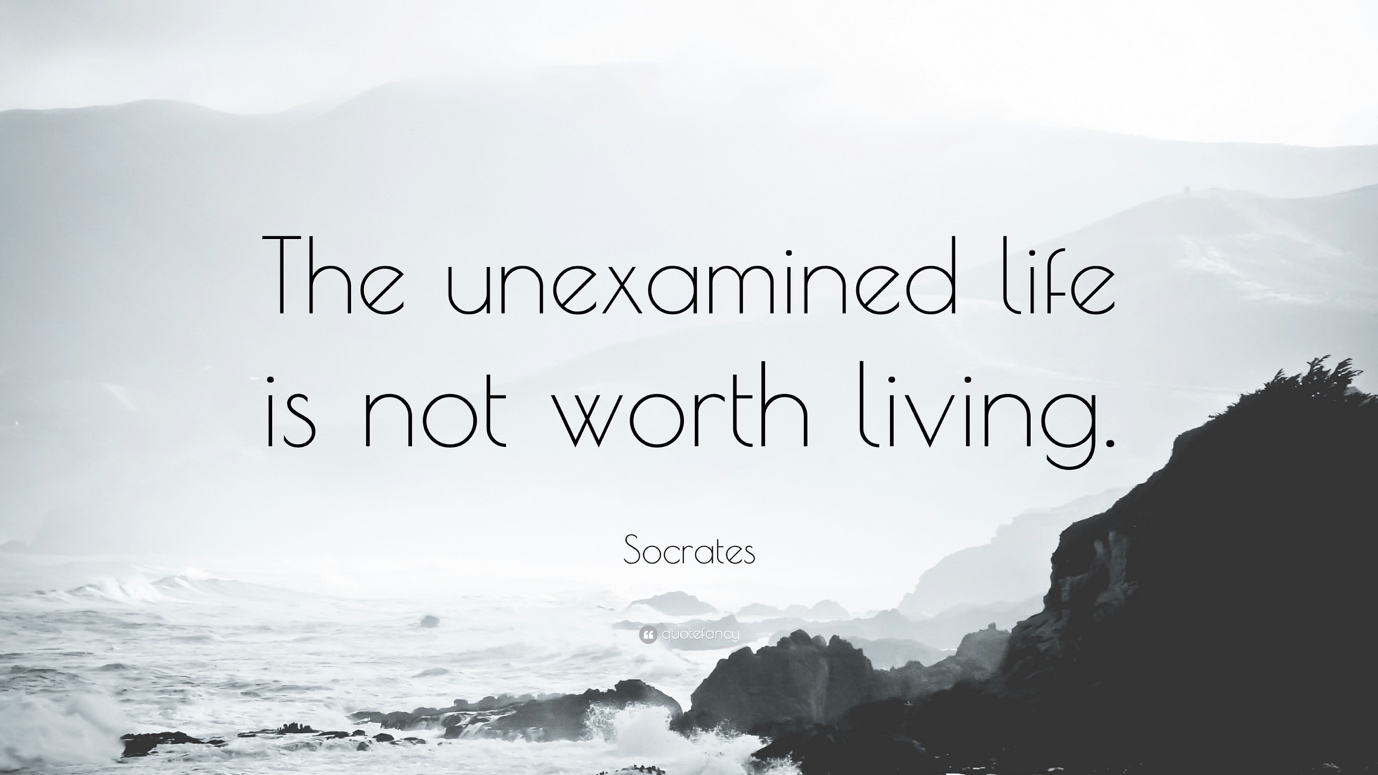 The unexamined life
is not worth living.
Socrates
quotefancy